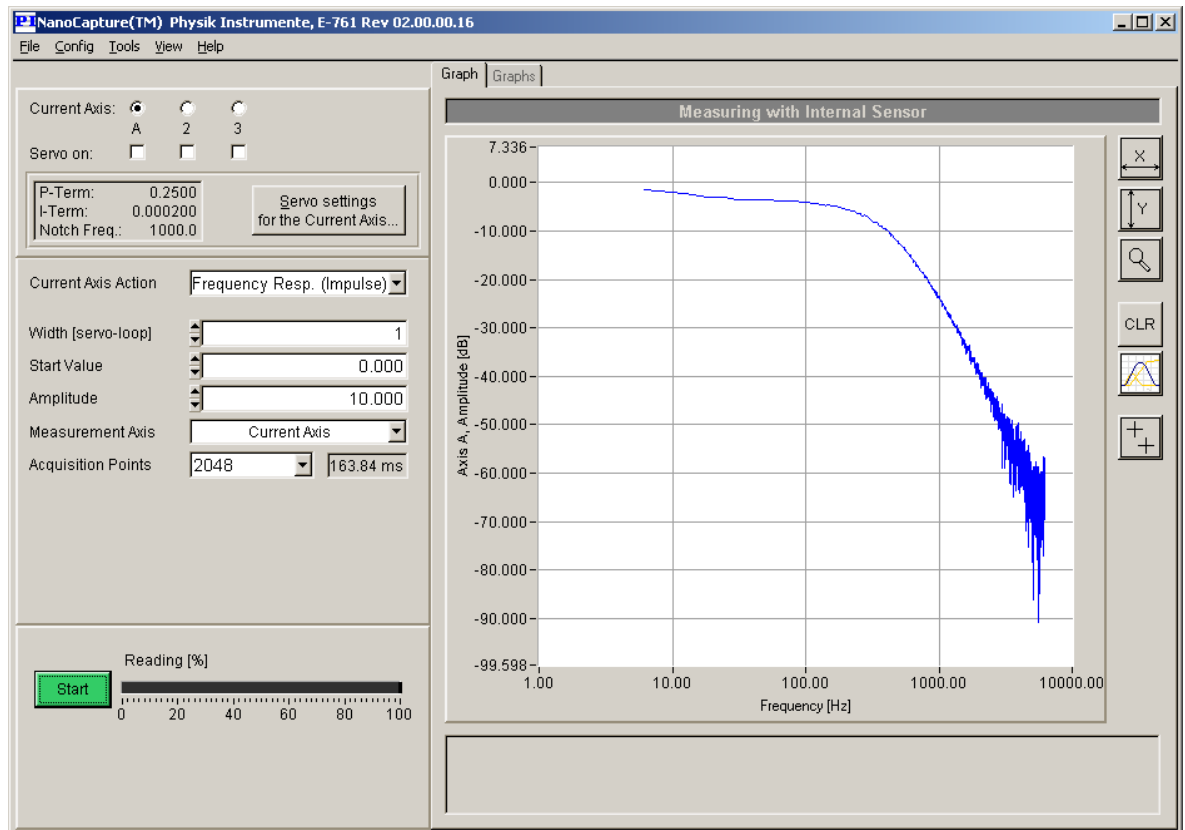 PI NanoCapture(TM) Physik Instrumente, E-761 Rev 02.00.00.16
File Config Tools View Help
Current Axis:
A 2 3
Servo on:
P-Term: 0.2500
I-Term: 0.000200
Notch Freq.: 1000.0
Servo settings
for the Current Axis...
Current Axis Action Frequency Resp. (Impulse)
Width [servo-loop] 1
Start Value 0.000
Amplitude 10.000
Measurement Axis Current Axis
Acquisition Points 2048 163.84 ms
Reading [%]
Start
0 20 40 60 80 100
Graph Graphs
Measuring with Internal Sensor
7.336
0.000
-10.000
-20.000
-30.000
-40.000
-50.000
-60.000
-70.000
-80.000
-90.000
-99.598
Axis A, Amplitude [dB]
1.00 10.00 100.00 1000.00 10000.00
Frequency [Hz]
X
Y
CLR